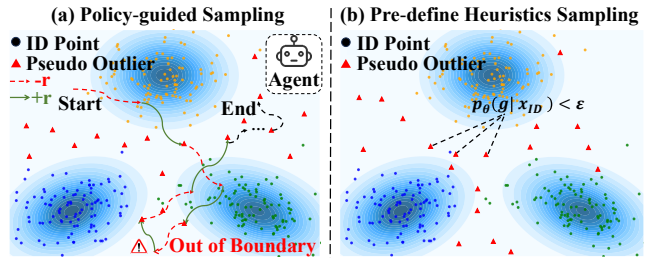 (a) Policy-guided Sampling
ID Point
Pseudo Outlier
-r
+r
Start
Agent
End
Out of Boundary
(b) Pre-define Heuristics Sampling
ID Point
Pseudo Outlier
p_θ(g| x_ID) < ε